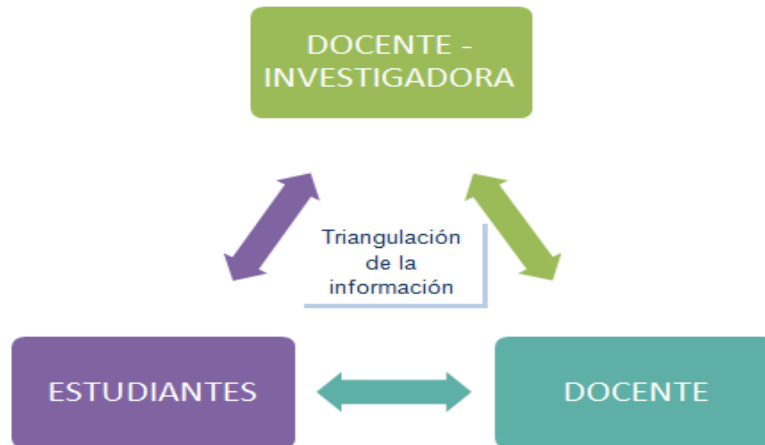 DOCENTE -
INVESTIGADORA
Triangulación
de la
información
ESTUDIANTES
DOCENTE